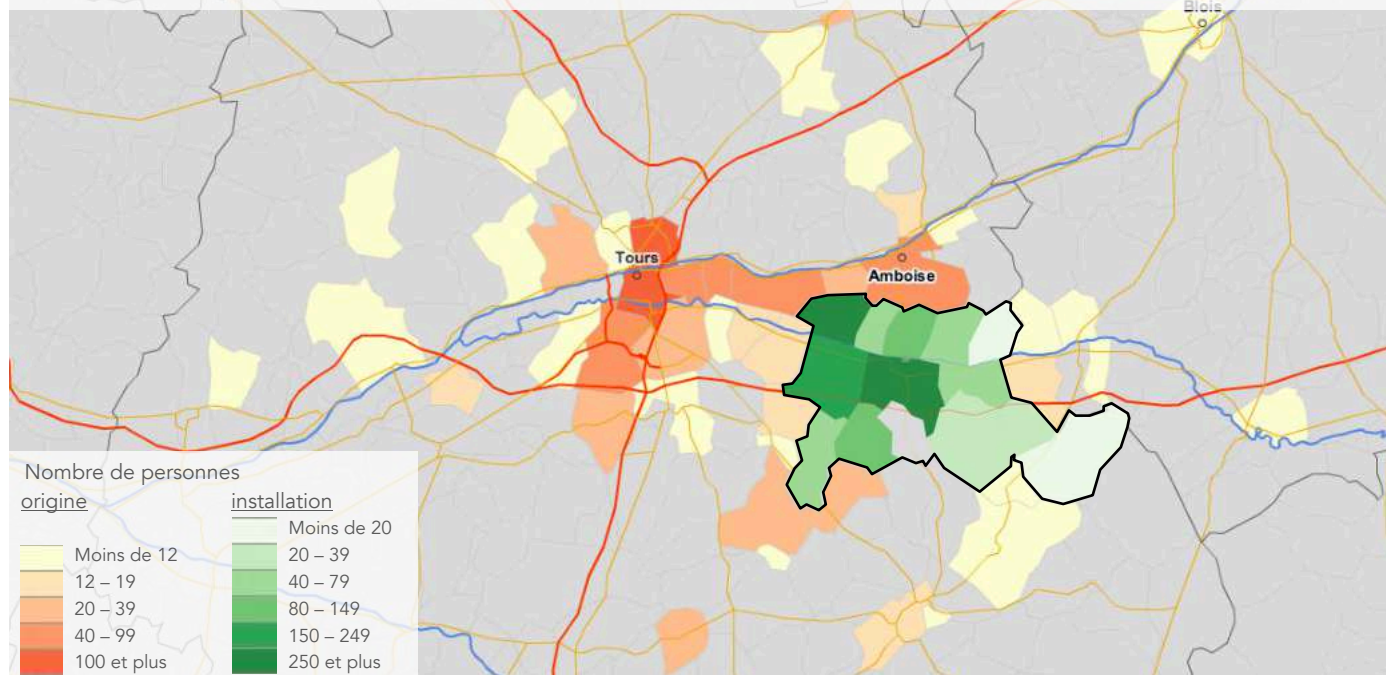 Blois
Tours
Amboise
Nombre de personnes
origine installation
Moins de 20
Moins de 12 20 – 39
12 – 19 40 – 79
20 – 39 80 – 149
40 – 99 150 – 249
100 et plus 250 et plus